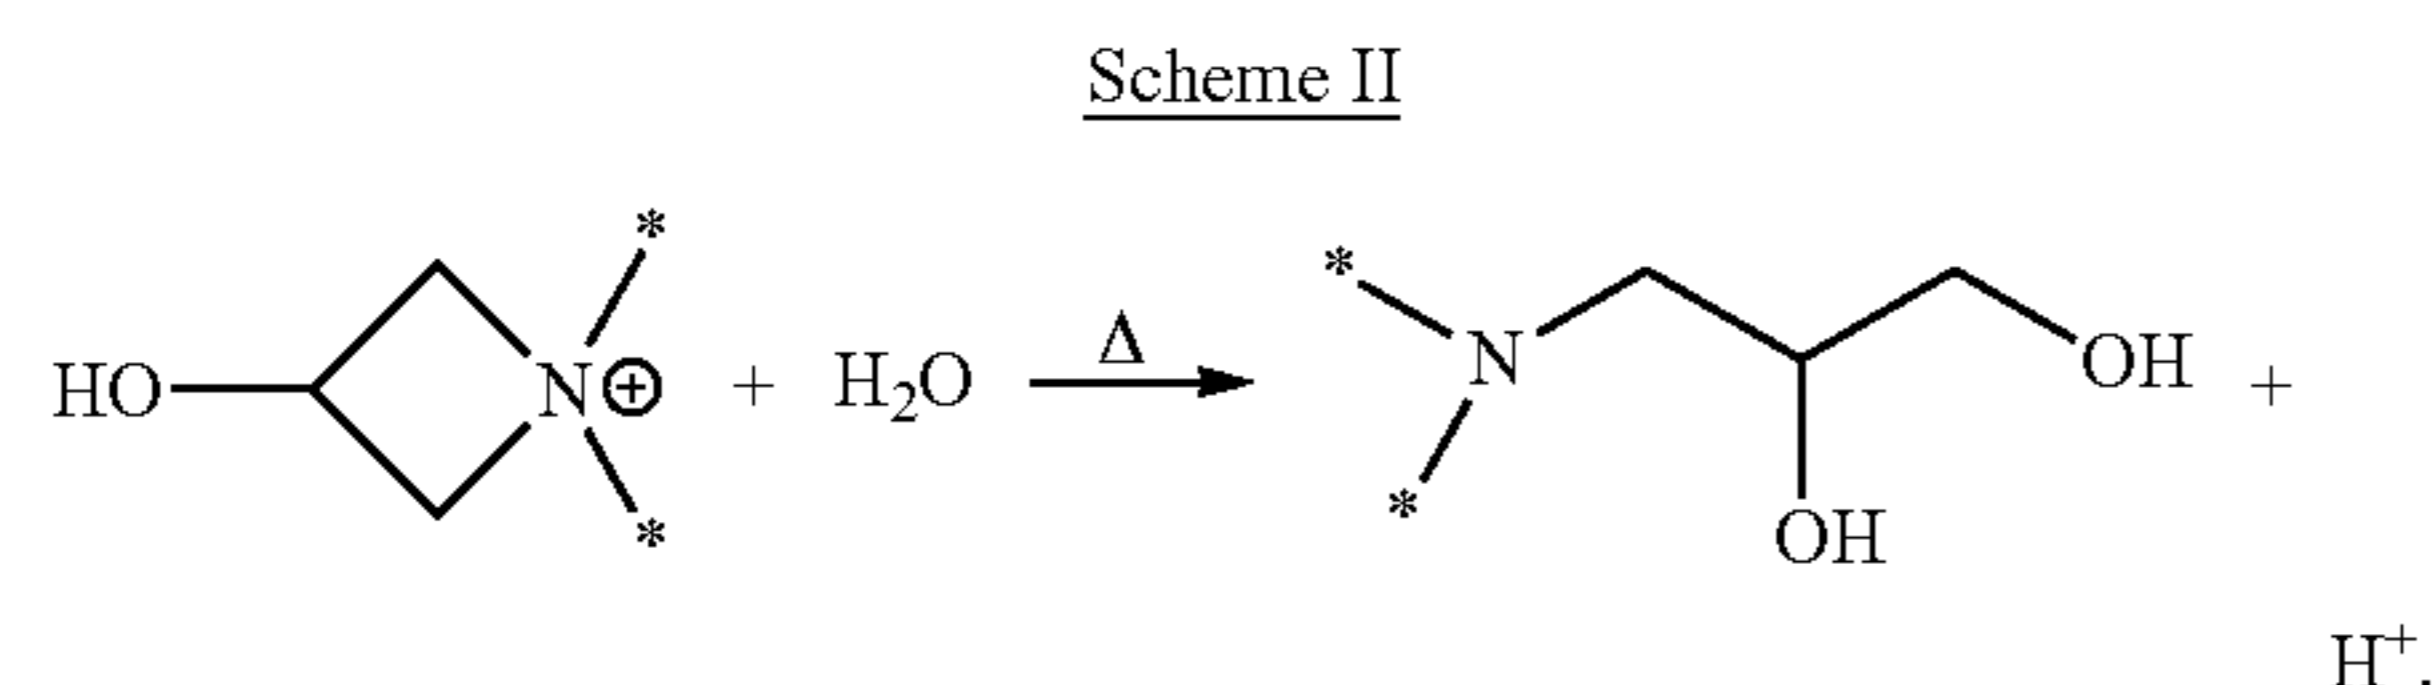 Scheme II
HO N⊕ * * + H₂O Δ * * N OH OH +
H⁺.